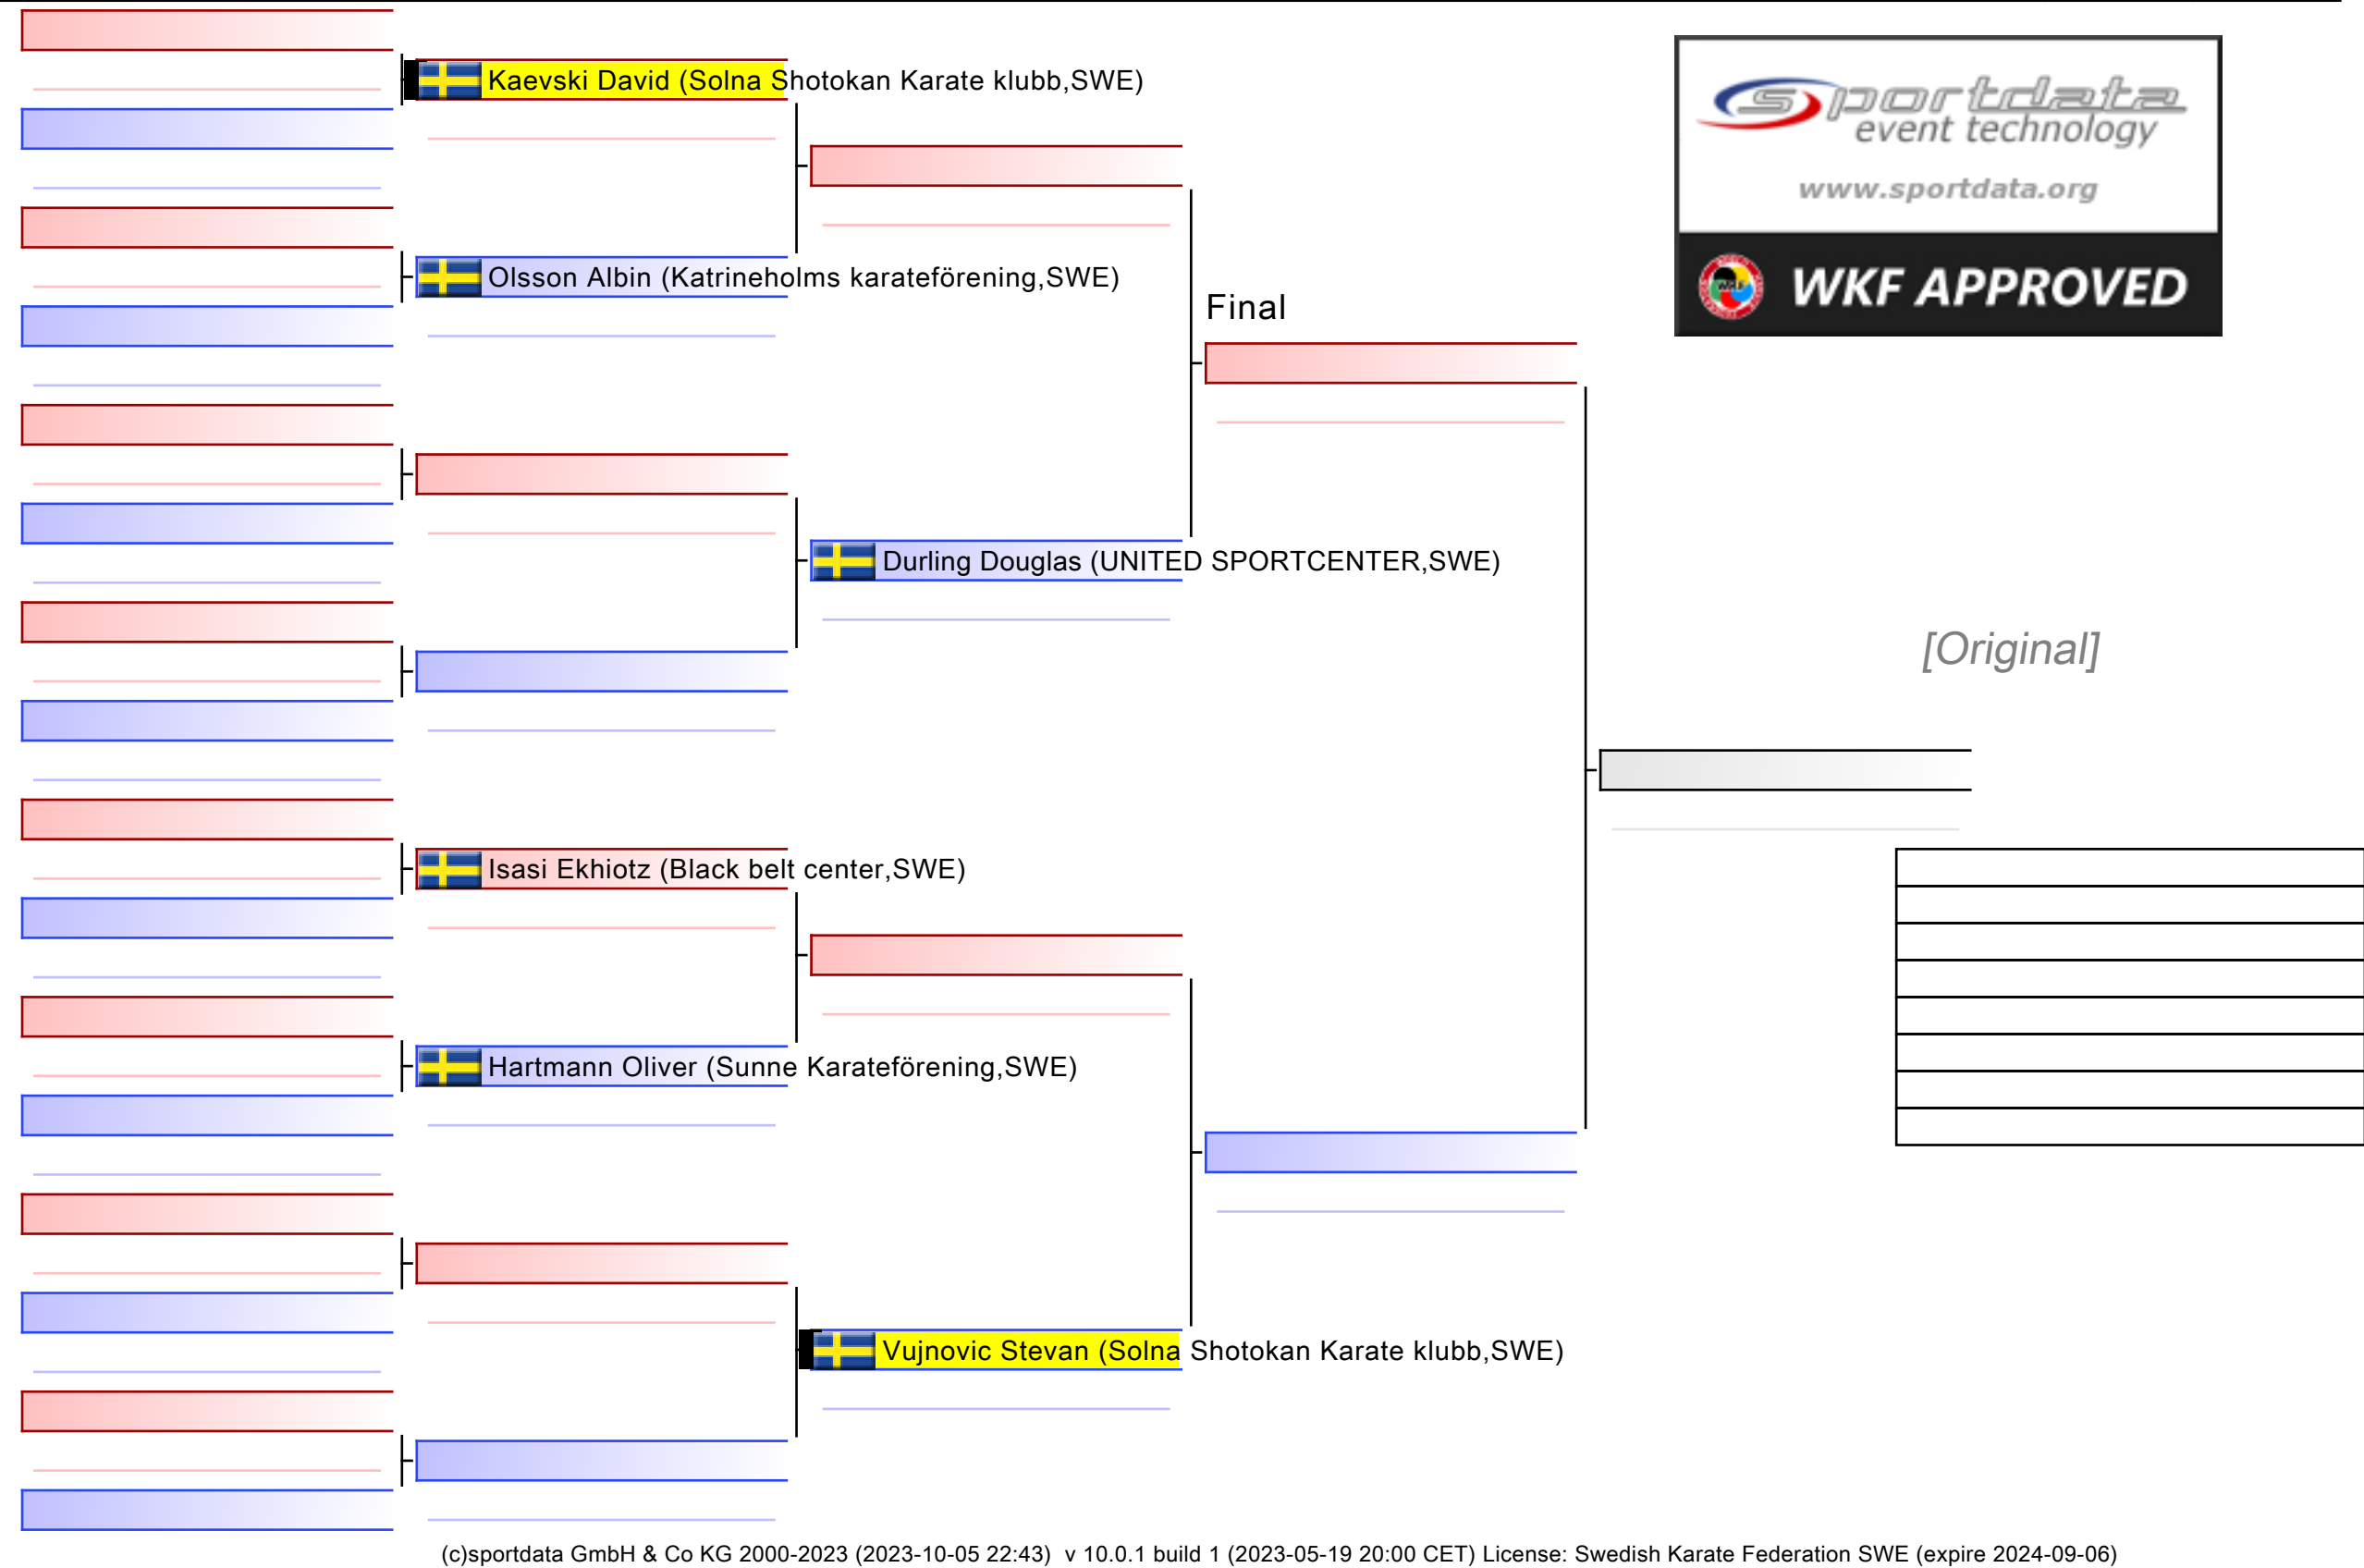 Kaevski David (Solna Shotokan Karate klubb,SWE)
sportdata
event technology
www.sportdata.org
WKF APPROVED
Olsson Albin (Katrineholms karateförening,SWE)
Final
Durling Douglas (UNITED SPORTCENTER,SWE)
[Original]
Isasi Ekhiotz (Black belt center,SWE)
Hartmann Oliver (Sunne Karateförening,SWE)
Vujnovic Stevan (Solna Shotokan Karate klubb,SWE)
(c)sportdata GmbH & Co KG 2000-2023 (2023-10-05 22:43)  v 10.0.1 build 1 (2023-05-19 20:00 CET) License: Swedish Karate Federation SWE (expire 2024-09-06)